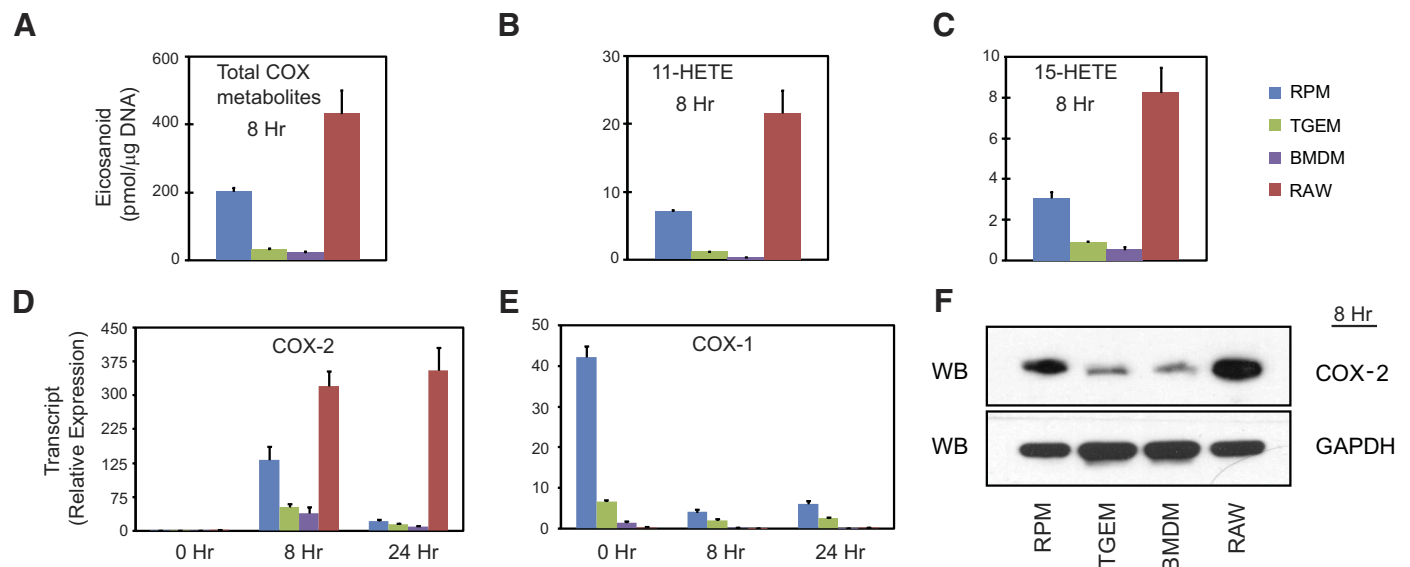 A
Eicosanoid
(pmol/μg DNA)
600
400
200
0
Total COX
metabolites
8 Hr
B
30
20
10
0
11-HETE
8 Hr
C
10
8
6
4
2
0
15-HETE
8 Hr
RPM
TGEM
BMDM
RAW
D
Transcript
(Relative Expression)
450
375
300
225
125
75
0
COX-2
0 Hr
8 Hr
24 Hr
E
50
40
30
20
10
0
COX-1
0 Hr
8 Hr
24 Hr
F
8 Hr
WB
COX-2
WB
GAPDH
RPM
TGEM
BMDM
RAW